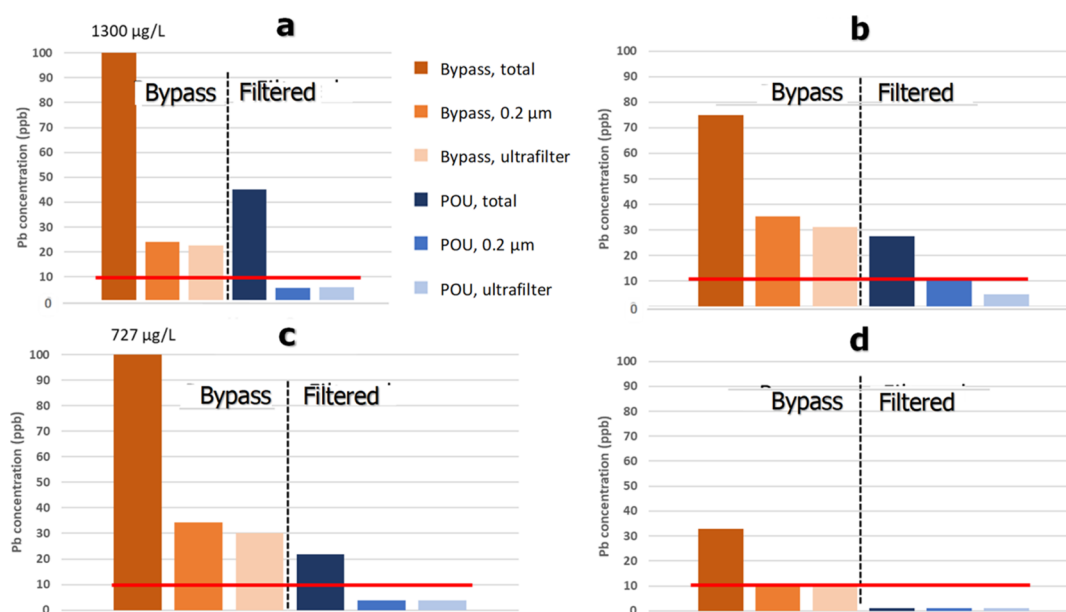 1300 µg/L
a
Pb concentration (ppb)
100
90
80
70
60
50
40
30
20
10
0
Bypass
Filtered
Bypass, total
Bypass, 0.2 µm
Bypass, ultrafilter
POU, total
POU, 0.2 µm
POU, ultrafilter
b
Pb concentration (ppb)
100
90
80
70
60
50
40
30
20
10
0
Bypass
Filtered
727 µg/L
c
Pb concentration (ppb)
100
90
80
70
60
50
40
30
20
10
0
Bypass
Filtered
d
Pb concentration (ppb)
100
90
80
70
60
50
40
30
20
10
0
Bypass
Filtered